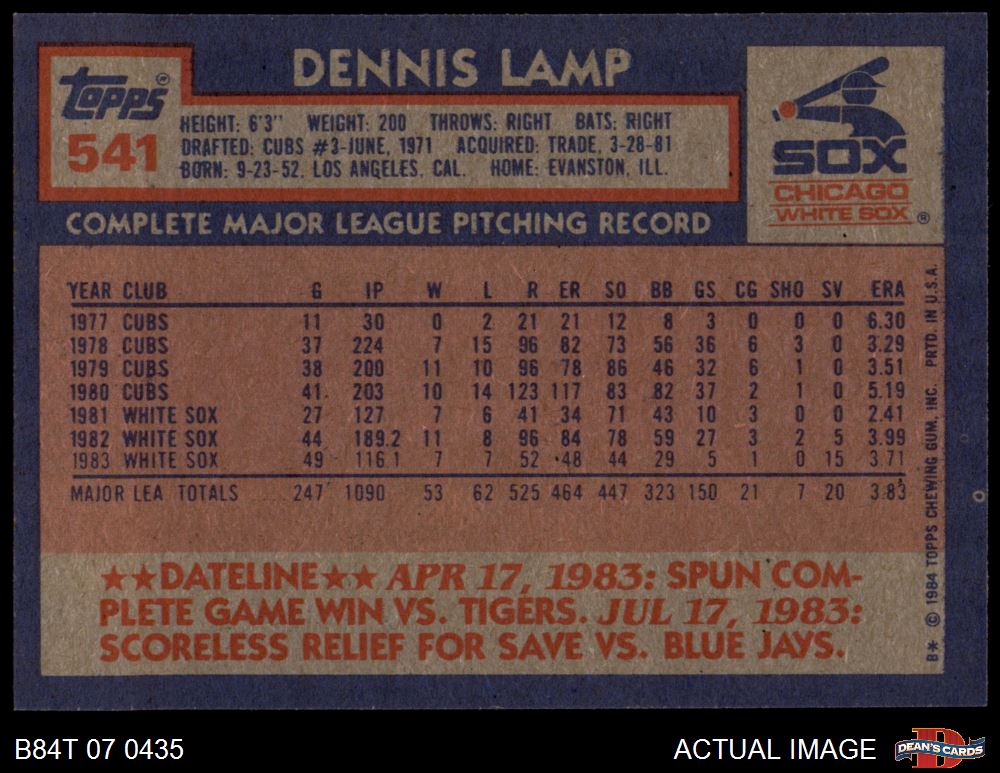 DENNIS LAMP
Topps
541
HEIGHT: 6'3" WEIGHT: 200 THROWS: RIGHT BATS: RIGHT
DRAFTED: CUBS #3-JUNE, 1971 ACQUIRED: TRADE, 3-28-81
BORN: 9-23-52, LOS ANGELES, CAL. HOME: EVANSTON, ILL.
SOX
CHICAGO
WHITE SOX ®
COMPLETE MAJOR LEAGUE PITCHING RECORD
YEAR CLUB G IP W L R ER SO BB GS CG SHO SV ERA
1977 CUBS 11 30 0 2 21 21 12 8 3 0 0 0 6.30
1978 CUBS 37 224 7 15 96 82 73 56 36 6 3 0 3.29
1979 CUBS 38 200 11 10 96 78 86 46 32 6 1 0 3.51
1980 CUBS 41 203 10 14 123 117 83 82 37 2 1 0 5.19
1981 WHITE SOX 27 127 7 6 41 34 71 43 10 3 0 0 2.41
1982 WHITE SOX 44 189.2 11 8 96 84 78 59 27 3 2 5 3.99
1983 WHITE SOX 49 116.1 7 7 52 48 44 29 5 1 0 15 3.71
MAJOR LEA TOTALS 247 1090 53 62 525 464 447 323 150 21 7 20 3.83
★★DATELINE★★ APR 17, 1983: SPUN COM-
PLETE GAME WIN VS. TIGERS. JUL 17, 1983:
SCORELESS RELIEF FOR SAVE VS. BLUE JAYS.
B* © 1984 TOPPS CHEWING GUM, INC. PRTD. IN U.S.A.
B84T 07 0435
ACTUAL IMAGE
DEAN'S CARDS